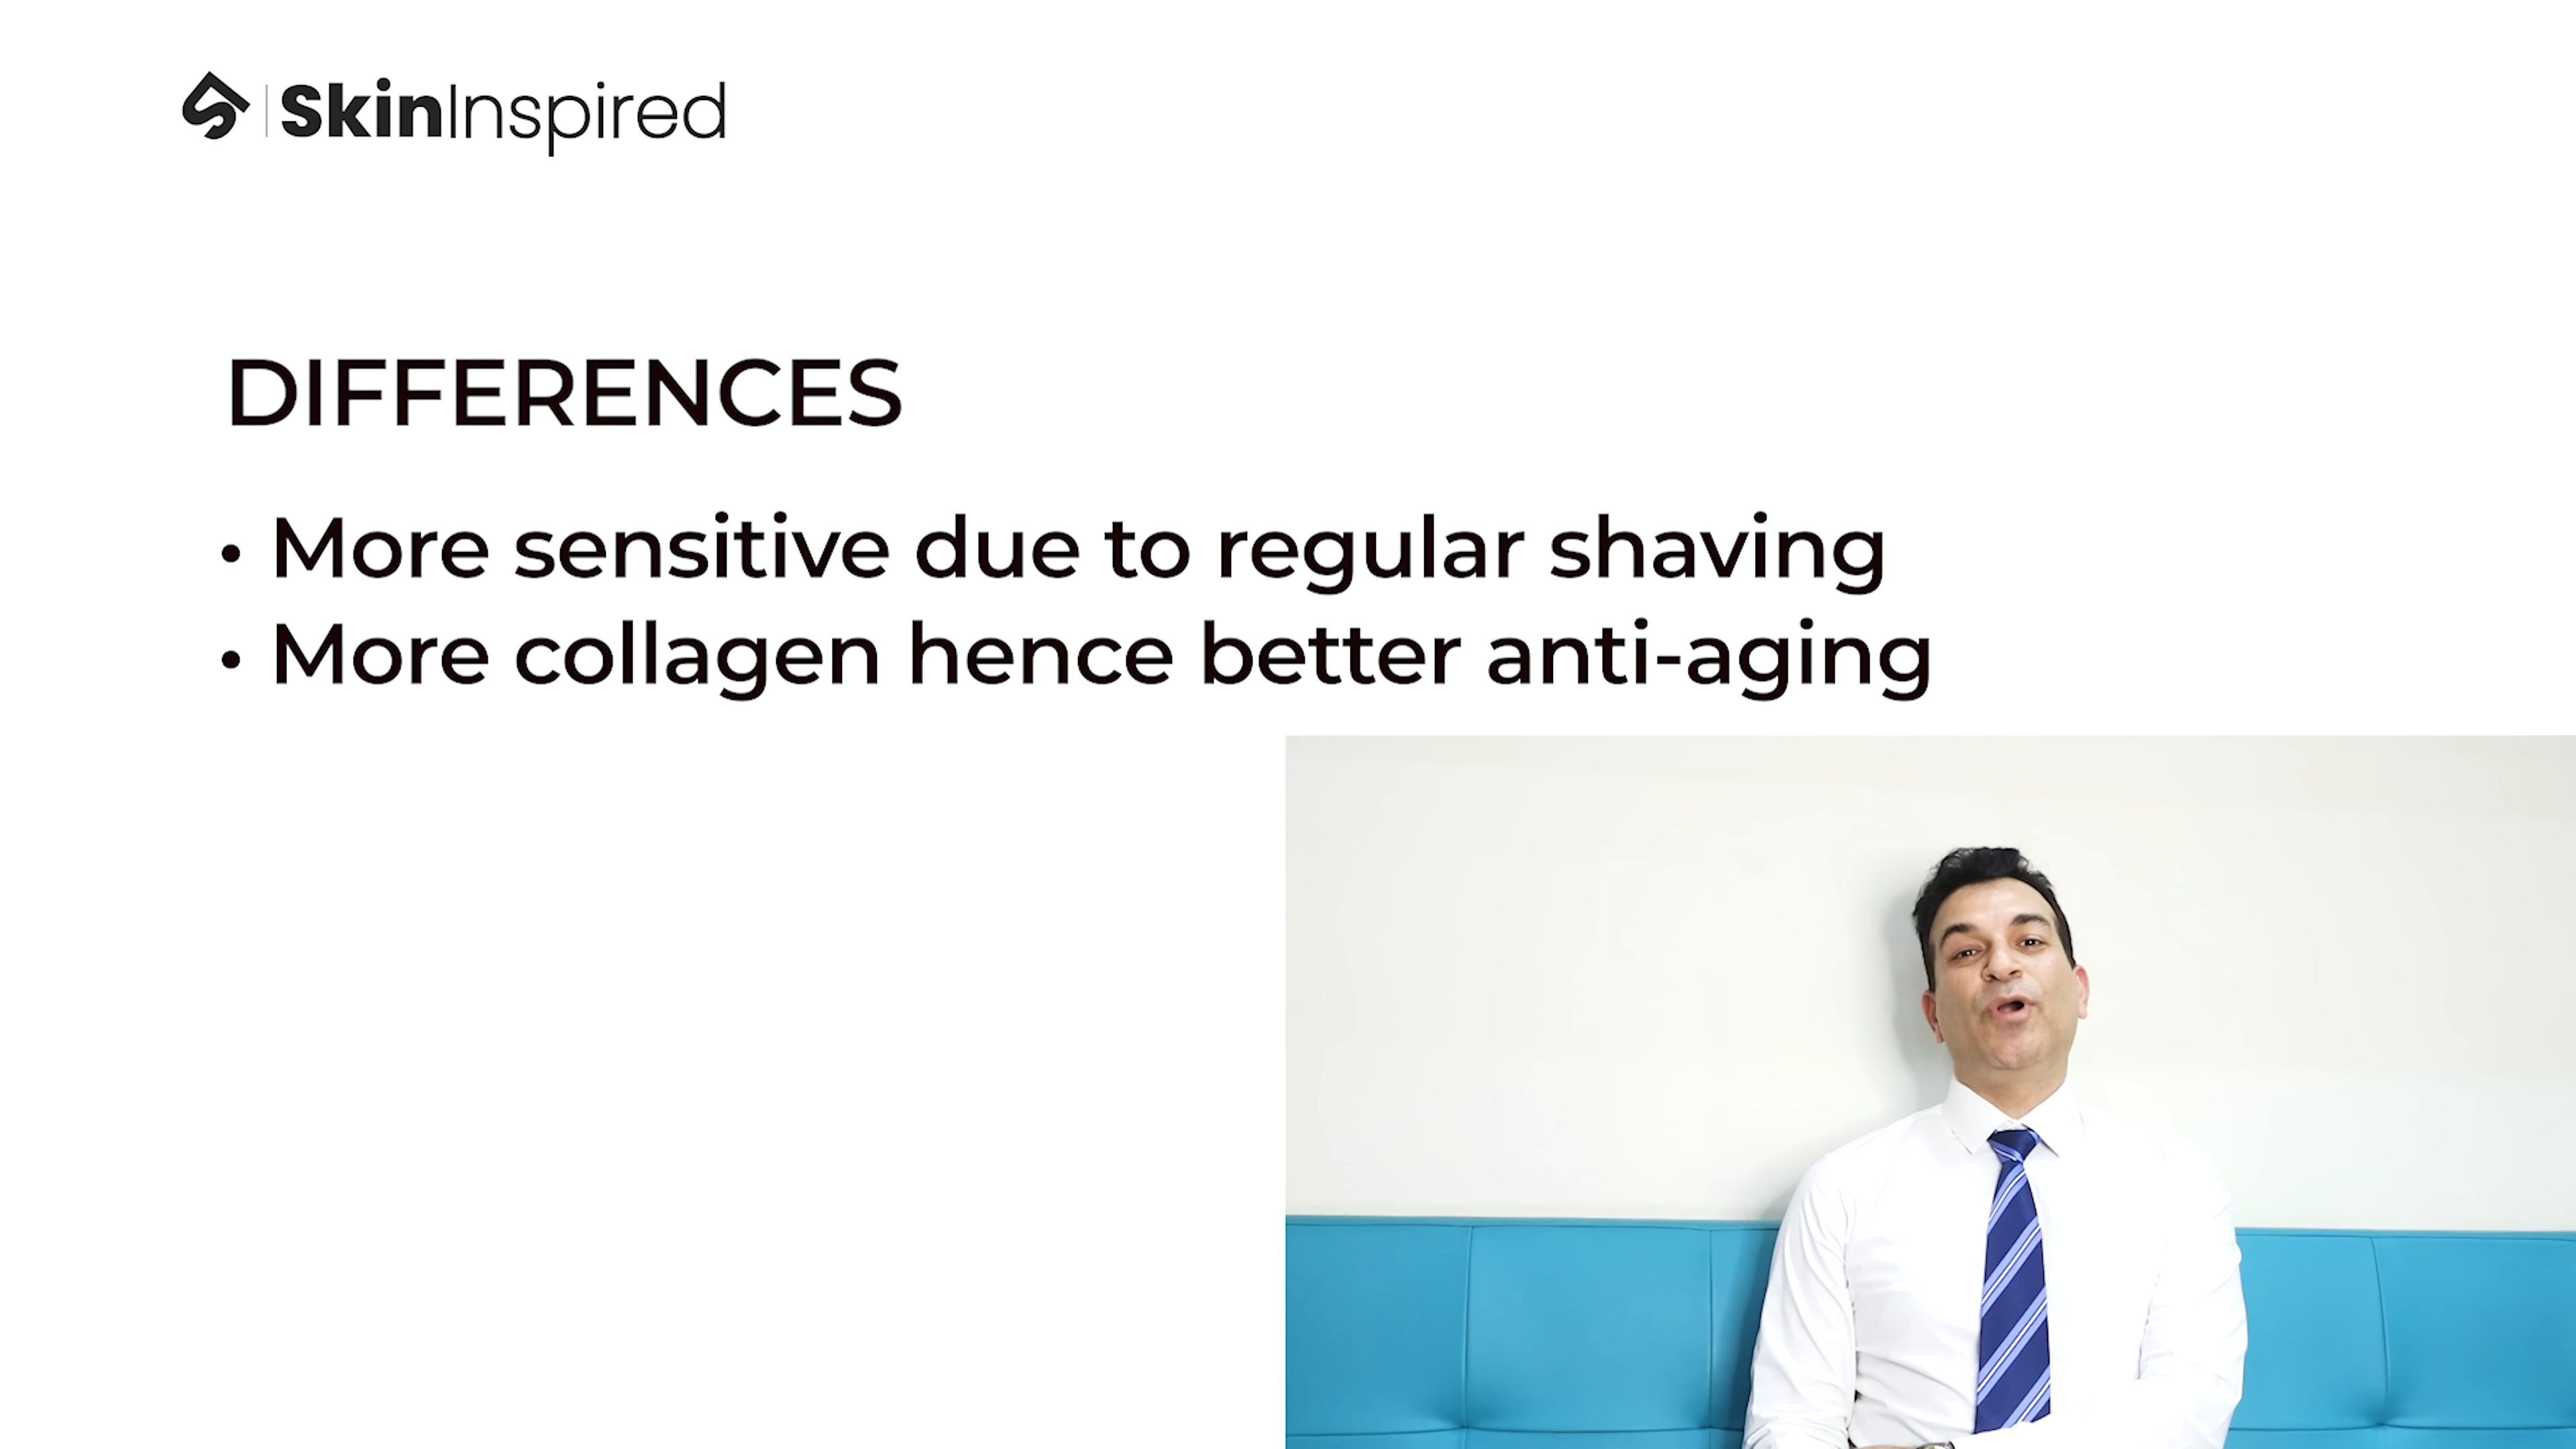 SkinInspired
DIFFERENCES
• More sensitive due to regular shaving
• More collagen hence better anti-aging